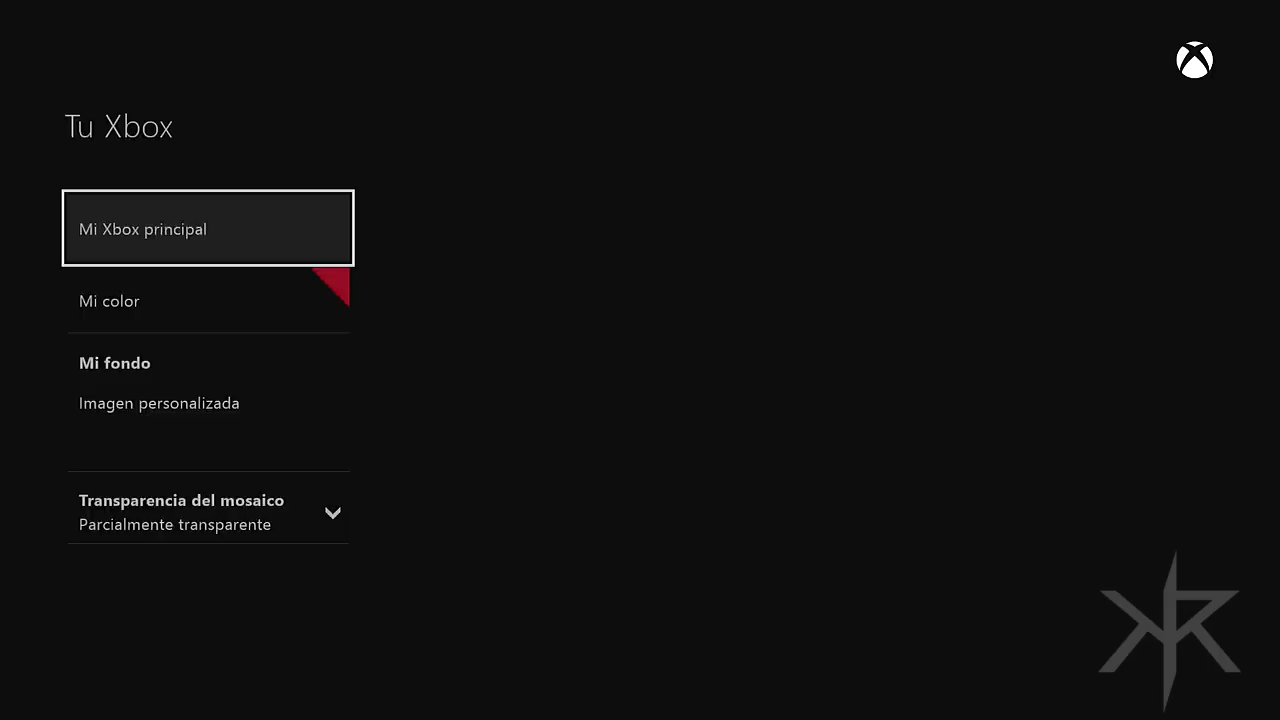 Tu Xbox
Mi Xbox principal
Mi color
Mi fondo
Imagen personalizada
Transparencia del mosaico
Parcialmente transparente